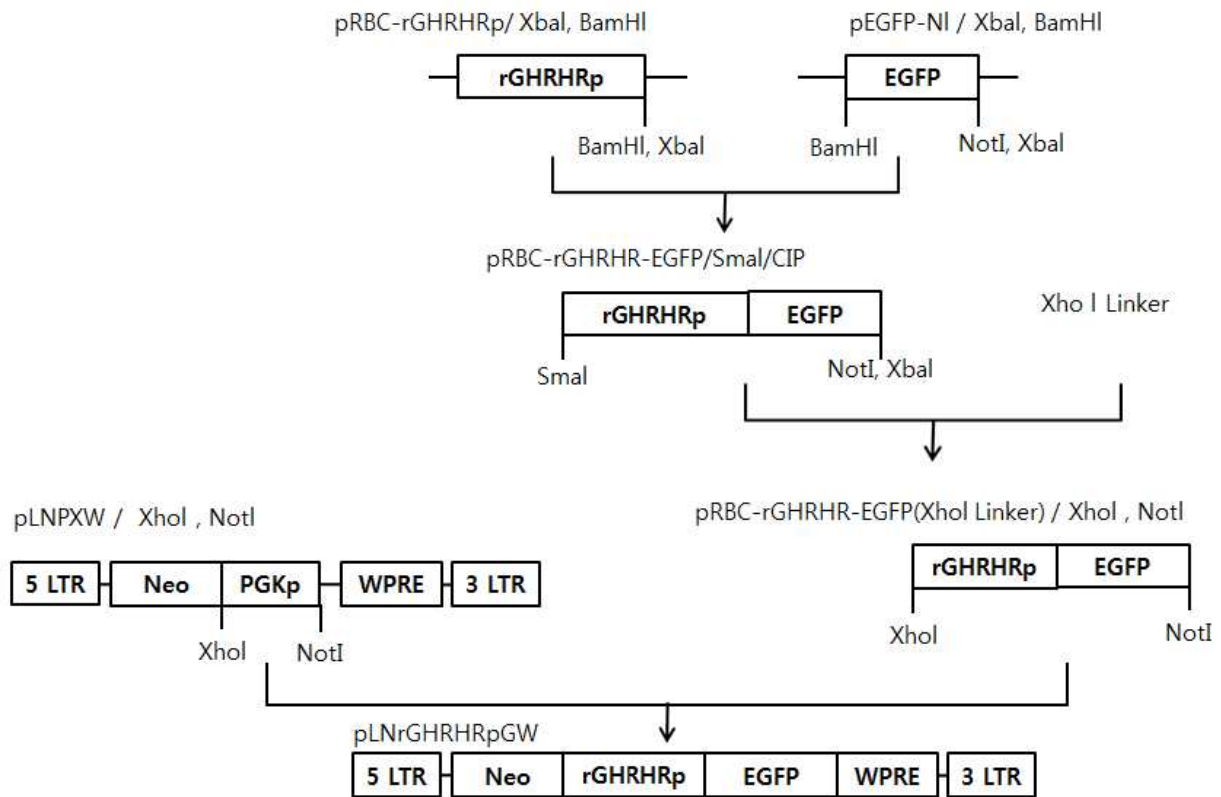 pRBC-rGHRHRp/ XbaI, BamHI
pEGFP-NI / XbaI, BamHI
rGHRHRp
EGFP
BamHI, XbaI
BamHI
NotI, XbaI
pRBC-rGHRHR-EGFP/SmaI/CIP
rGHRHRp
EGFP
Xho I Linker
SmaI
NotI, XbaI
pLNPXW / XhoI , NotI
pRBC-rGHRHR-EGFP(XhoI Linker) / XhoI , NotI
5 LTR
Neo
PGKp
WPRE
3 LTR
rGHRHRp
EGFP
XhoI
NotI
XhoI
NotI
pLNrGHRHRpGW
5 LTR
Neo
rGHRHRp
EGFP
WPRE
3 LTR